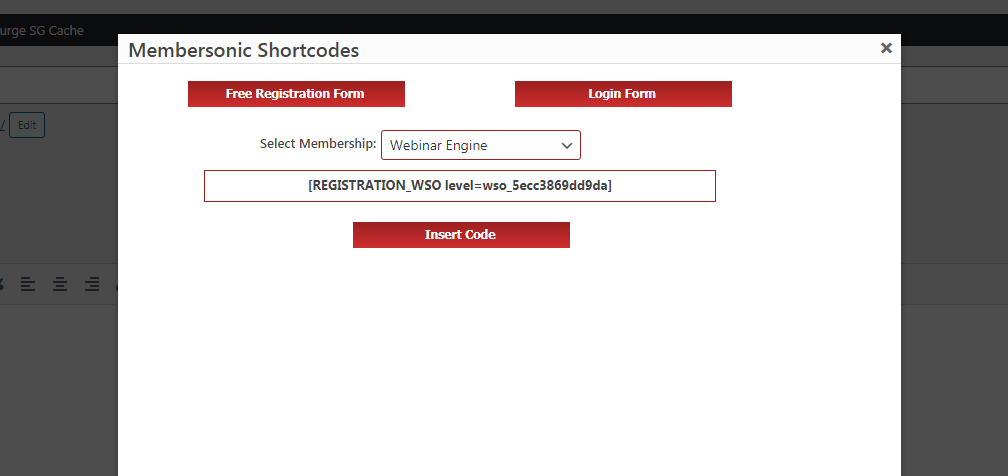 urge SG Cache
Membersonic Shortcodes
Free Registration Form
Login Form
Edit
Select Membership: Webinar Engine
[REGISTRATION_WSO level=wso_5ecc3869dd9da]
Insert Code